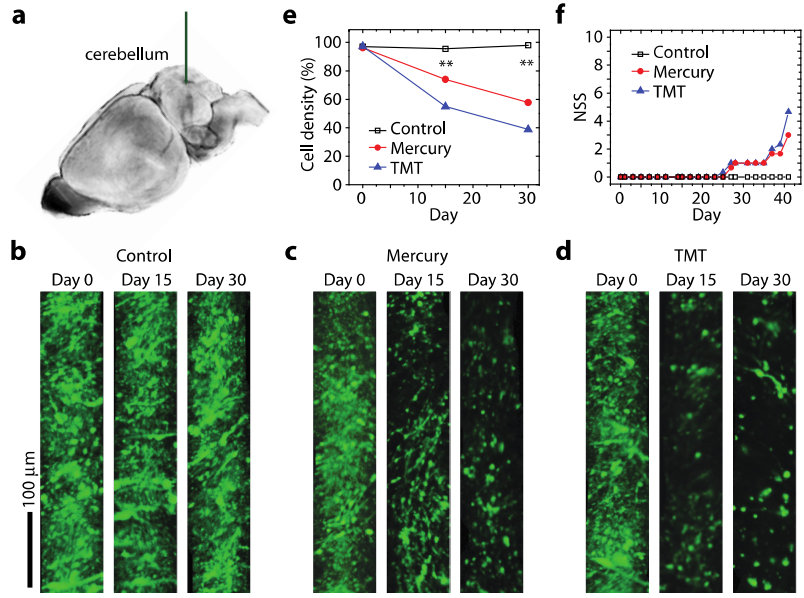 a
cerebellum
e
100
80
60
40
20
0
Cell density (%)
**
**
Control
Mercury
TMT
0
10
20
30
Day
f
10
8
6
4
2
0
NSS
Control
Mercury
TMT
0
10
20
30
40
Day
b
Control
Day 0 Day 15 Day 30
100 μm
c
Mercury
Day 0 Day 15 Day 30
d
TMT
Day 0 Day 15 Day 30